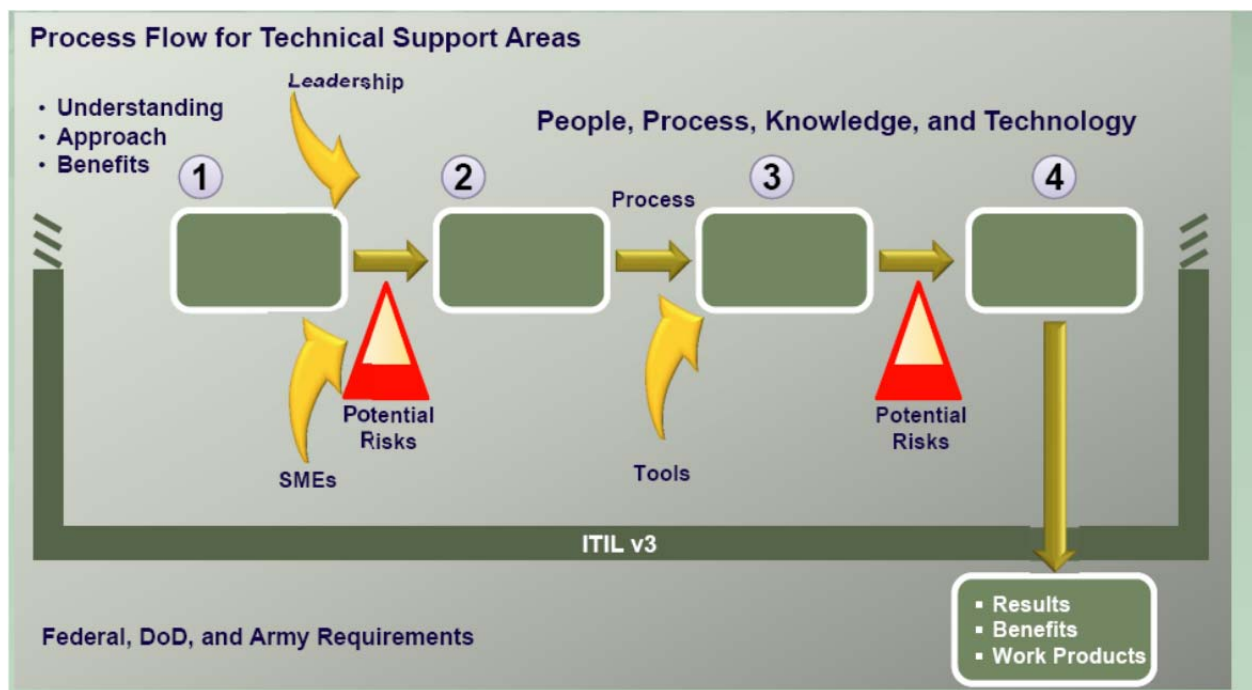 Process Flow for Technical Support Areas
Leadership
• Understanding
• Approach
• Benefits
People, Process, Knowledge, and Technology
1
2
3
4
Process
Potential
Risks
Potential
Risks
SMEs
Tools
ITIL v3
▪ Results
▪ Benefits
▪ Work Products
Federal, DoD, and Army Requirements